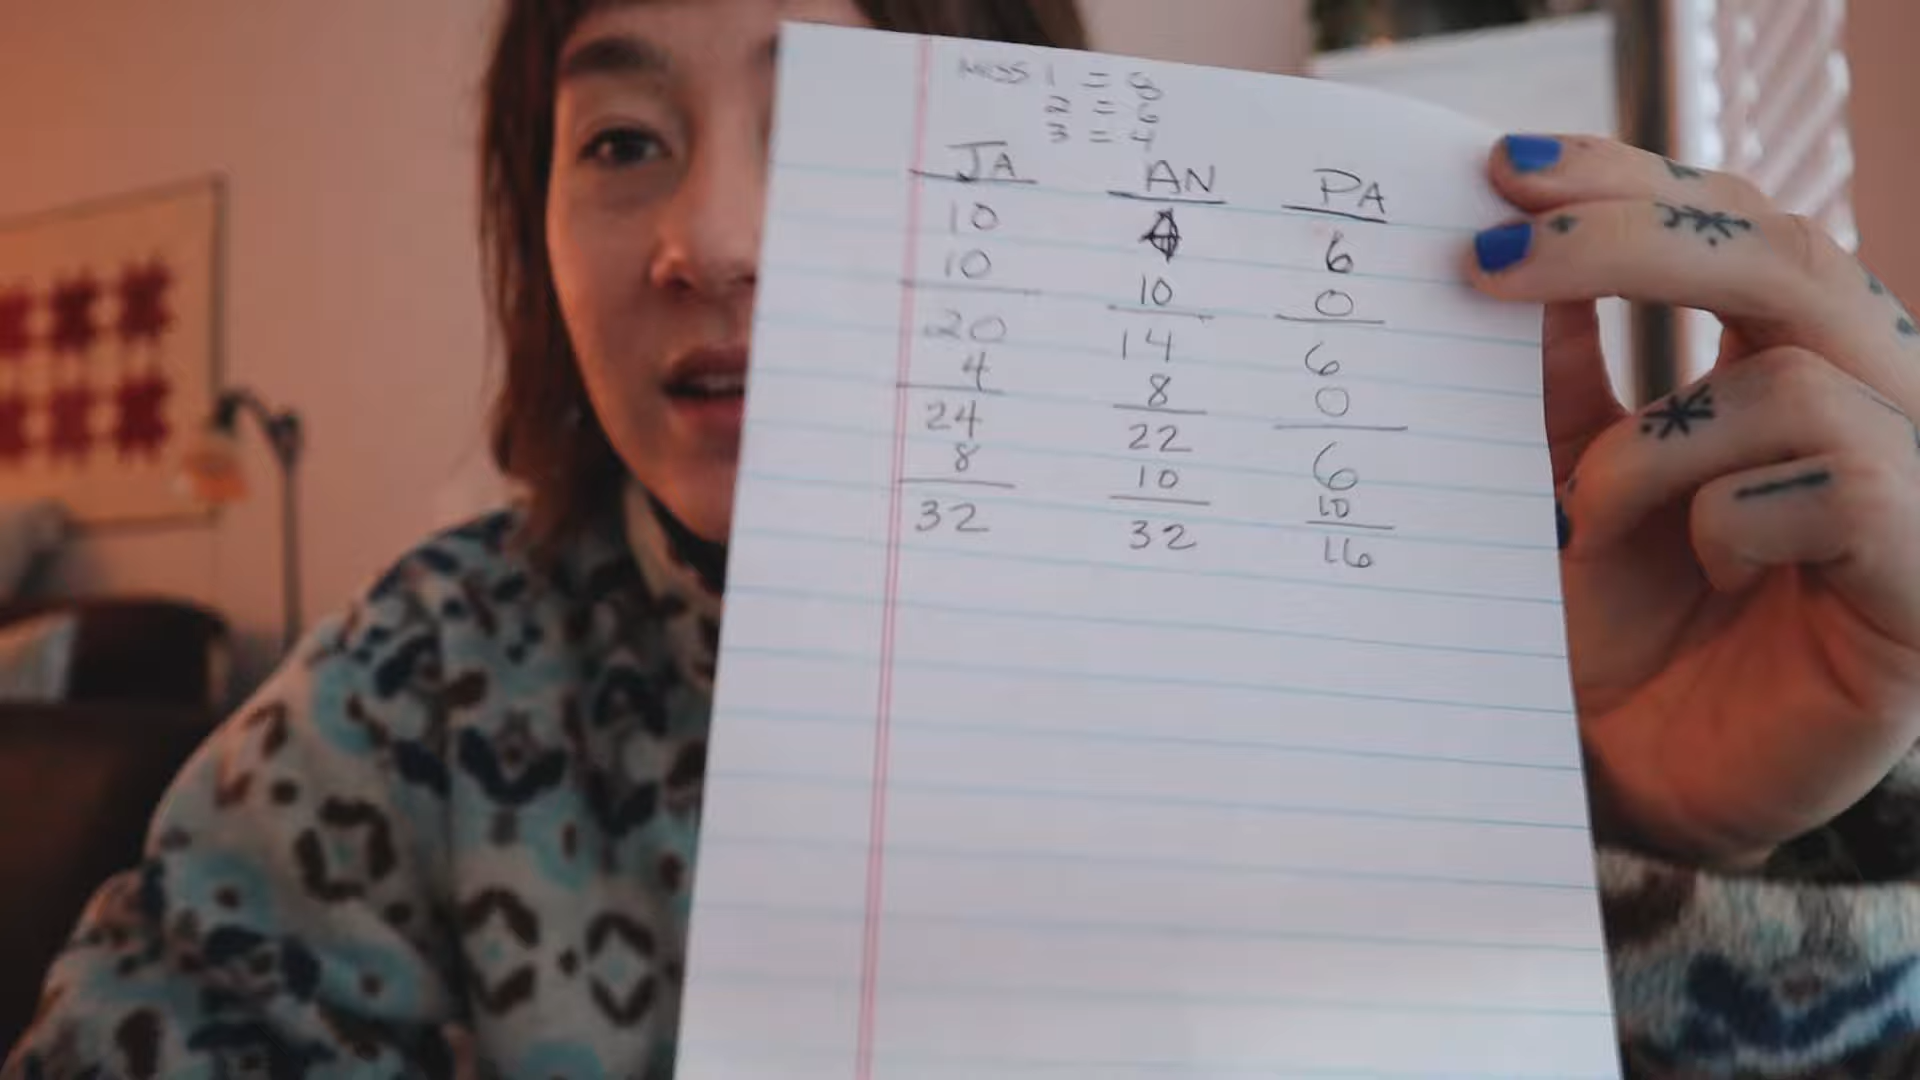 MISS 1 = 8
2 = 6
3 = 4
JA AN PA
10 4 6
10 10 0
20 14 6
4 8 0
24 22 6
8 10 10
32 32 16